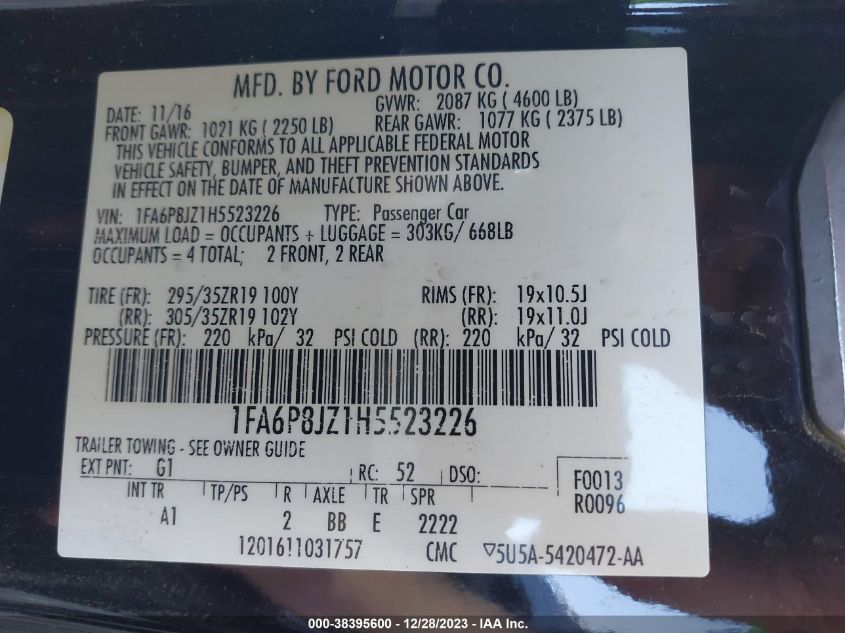 MFD. BY FORD MOTOR CO.
DATE: 11/16 GVWR: 2087 KG ( 4600 LB)
FRONT GAWR: 1021 KG ( 2250 LB) REAR GAWR: 1077 KG ( 2375 LB)
THIS VEHICLE CONFORMS TO ALL APPLICABLE FEDERAL MOTOR
VEHICLE SAFETY, BUMPER, AND THEFT PREVENTION STANDARDS
IN EFFECT ON THE DATE OF MANUFACTURE SHOWN ABOVE.
VIN: 1FA6P8JZ1H5523226 TYPE: Passenger Car
MAXIMUM LOAD = OCCUPANTS + LUGGAGE = 303KG/ 668LB
OCCUPANTS = 4 TOTAL; 2 FRONT, 2 REAR
TIRE (FR): 295/35ZR19 100Y RIMS (FR): 19x10.5J
(RR): 305/35ZR19 102Y (RR): 19x11.0J
PRESSURE (FR): 220 kPa/ 32 PSI COLD (RR): 220 kPa/ 32 PSI COLD
1FA6P8JZ1H5523226
TRAILER TOWING - SEE OWNER GUIDE
EXT PNT: G1 RC: 52 DSO: F0013
R0096
INT TR TP/PS R AXLE TR SPR
A1 2 BB E 2222
1201611031757 CMC ▽5U5A-5420472-AA
000-38395600 - 12/28/2023 - © IAA Inc.